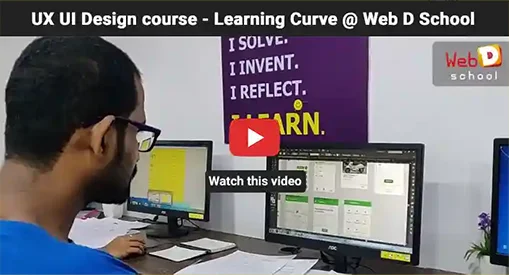 UX UI Design course - Learning Curve @ Web D School
Web D
school
I SOLVE.
I INVENT.
I REFLECT.
I LEARN.
Watch this video
AOC